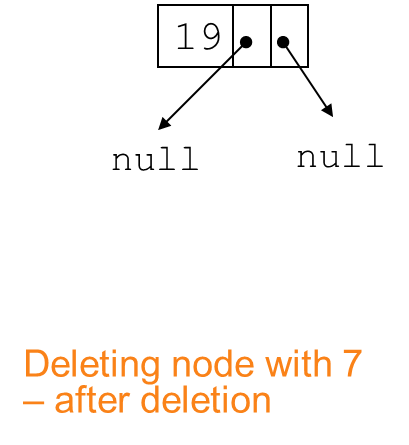 19
null null
Deleting node with 7
– after deletion